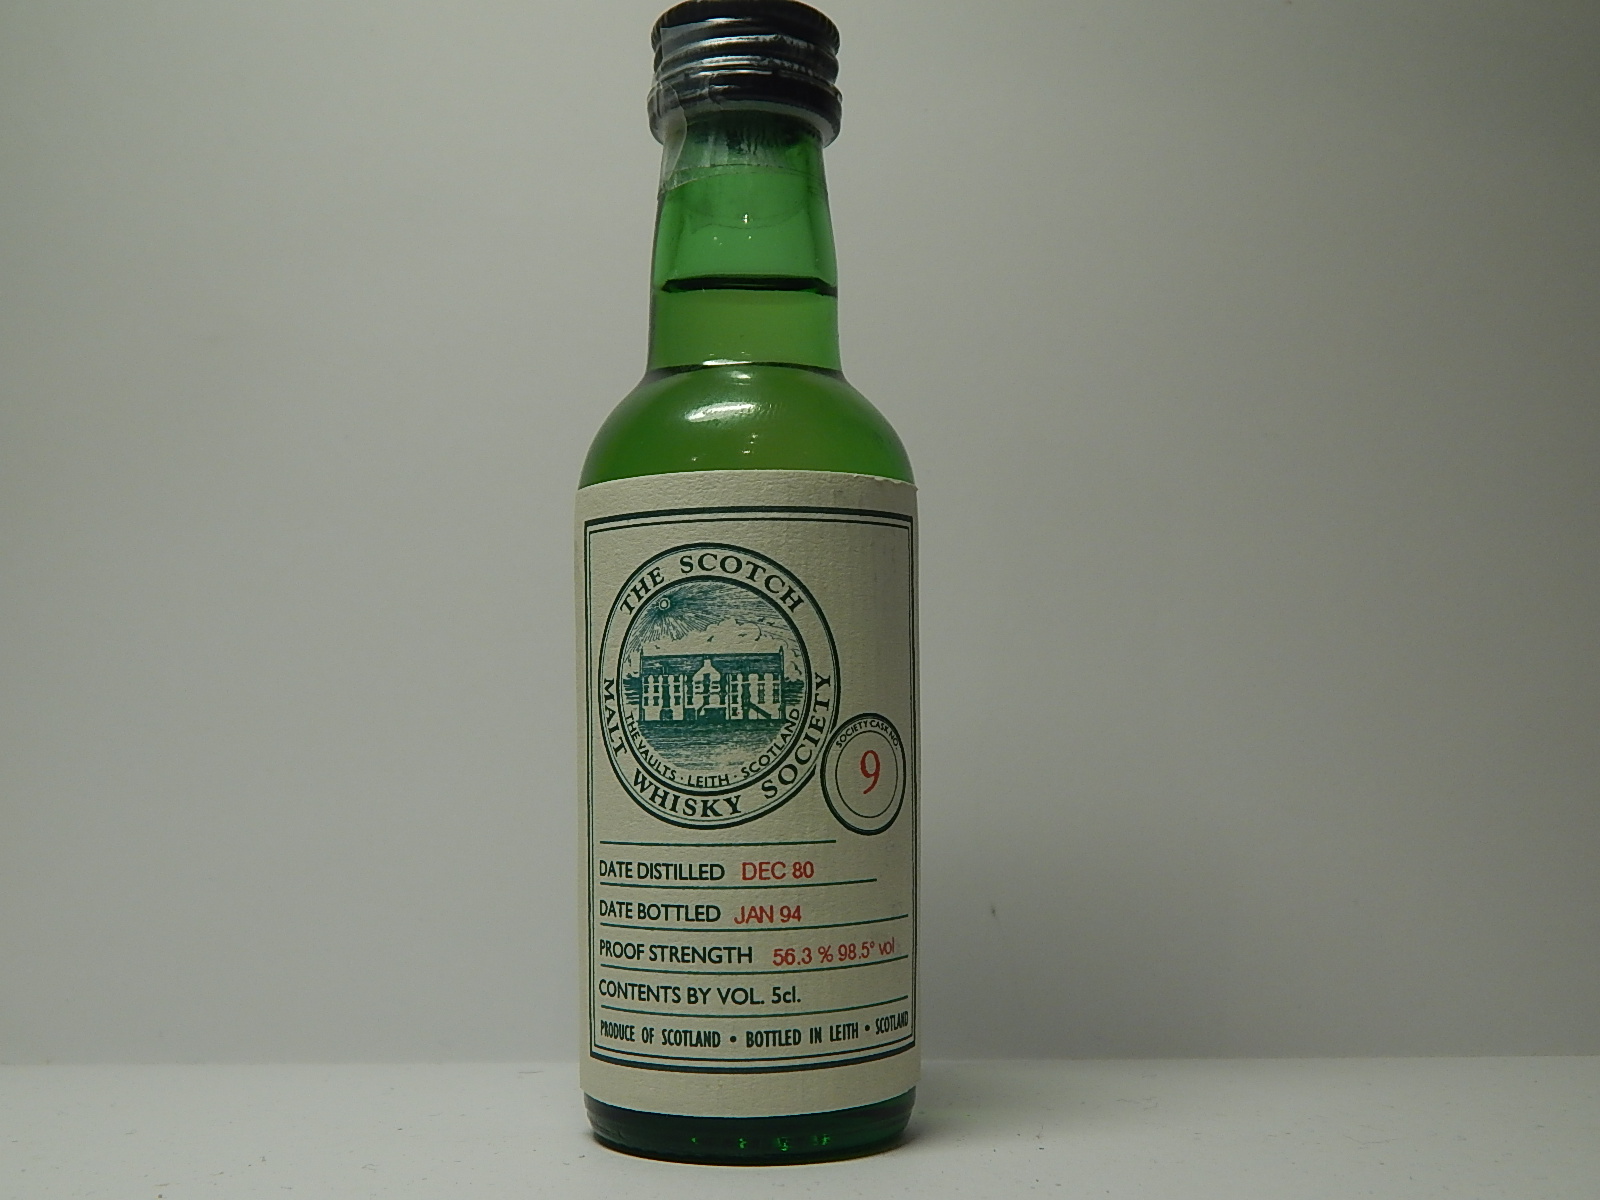 THE SCOTCH
MALT WHISKY SOCIETY
THE VAULTS · LEITH · SCOTLAND
SOCIETY CASK NO.
9
DATE DISTILLED DEC 80
DATE BOTTLED JAN 94
PROOF STRENGTH 56.3 % 98.5° vol
CONTENTS BY VOL. 5cl.
PRODUCE OF SCOTLAND • BOTTLED IN LEITH • SCOTLAND